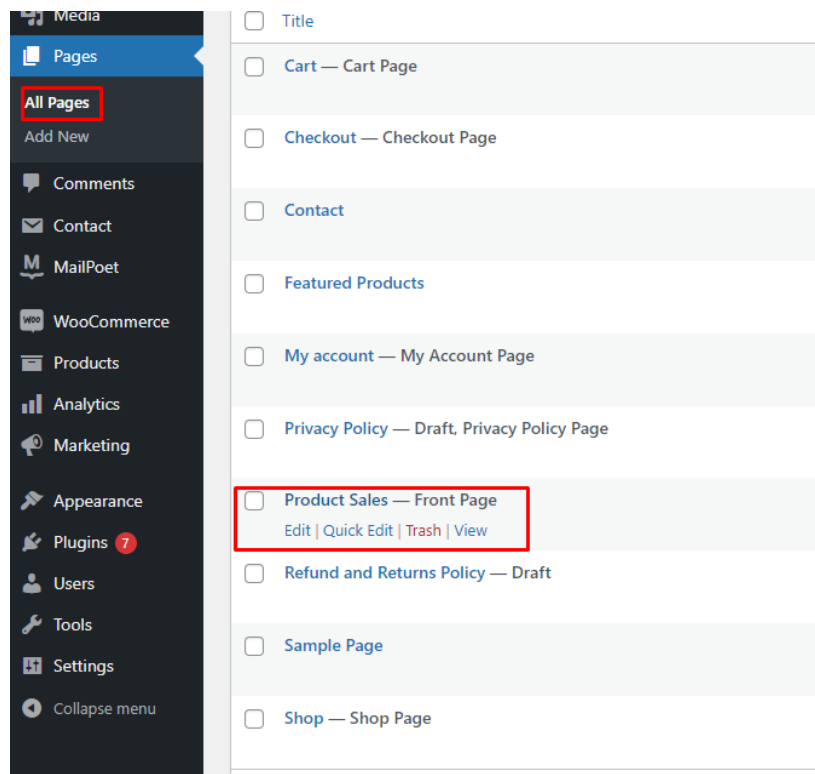 Media
Pages
All Pages
Add New
Comments
Contact
M
MailPoet
Woo
WooCommerce
Products
Analytics
Marketing
Appearance
Plugins 7
Users
Tools
Settings
Collapse menu
Title
Cart — Cart Page
Checkout — Checkout Page
Contact
Featured Products
My account — My Account Page
Privacy Policy — Draft, Privacy Policy Page
Product Sales — Front Page
Edit | Quick Edit | Trash | View
Refund and Returns Policy — Draft
Sample Page
Shop — Shop Page